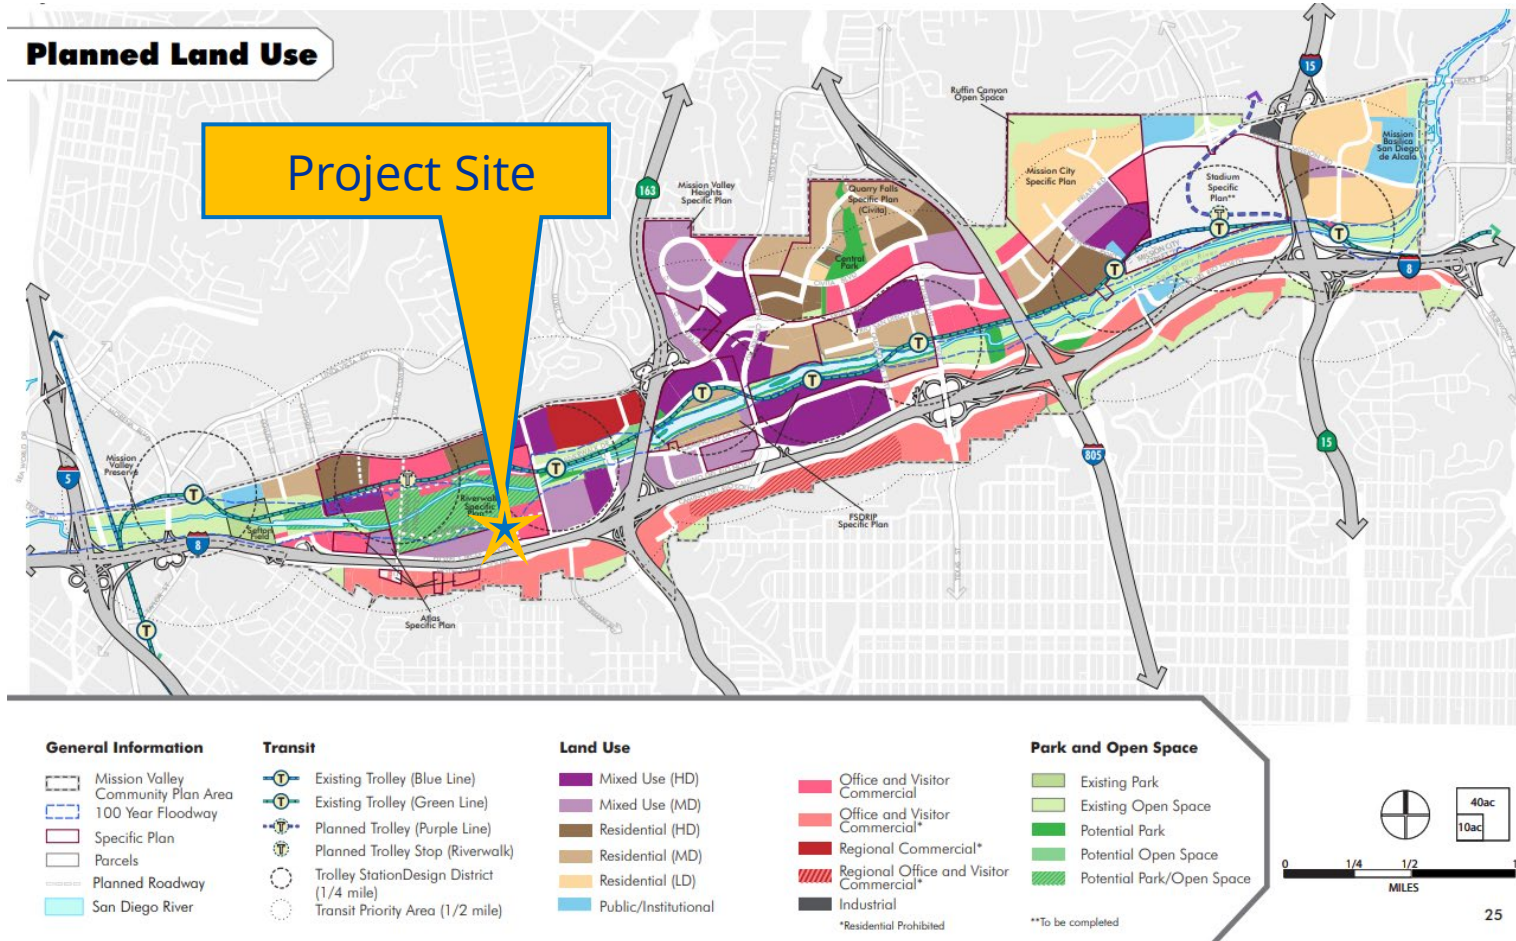 Planned Land Use
Project Site
15
Ruffin Canyon
Open Space
Mission
Basilica
San Diego
de Alcala
163
Mission Valley
Heights
Specific Plan
Quarry Falls
Specific Plan
(Civita)
Mission City
Specific Plan
Stadium
Specific
Plan**
T
T
Central
Park
T
T
8
T
T
T
15
805
Mission
Valley
Preserve
5
T
T
T
Riverwalk
Specific
Plan**
Sefton
Field
8
FSDRIP
Specific Plan
TEXAS ST
Atlas
Specific Plan
T
General Information
Mission Valley
Community Plan Area
100 Year Floodway
Specific Plan
Parcels
Planned Roadway
San Diego River
Transit
T Existing Trolley (Blue Line)
T Existing Trolley (Green Line)
T Planned Trolley (Purple Line)
T Planned Trolley Stop (Riverwalk)
Trolley StationDesign District
(1/4 mile)
Transit Priority Area (1/2 mile)
Land Use
Mixed Use (HD)
Mixed Use (MD)
Residential (HD)
Residential (MD)
Residential (LD)
Public/Institutional
Office and Visitor
Commercial
Office and Visitor
Commercial*
Regional Commercial*
Regional Office and Visitor
Commercial*
Industrial
*Residential Prohibited
Park and Open Space
Existing Park
Existing Open Space
Potential Park
Potential Open Space
Potential Park/Open Space
**To be completed
40ac
10ac
0 1/4 1/2 1
MILES
25